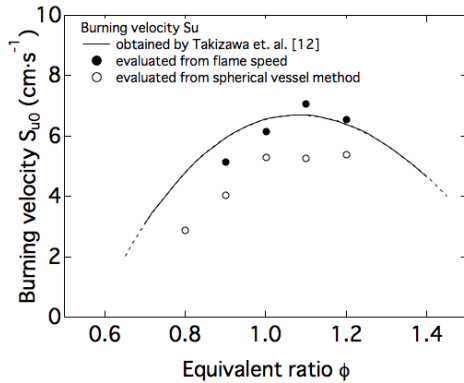 10
8
6
4
2
0
Burning velocity S_u0 (cm·s⁻¹)
Burning velocity Su
obtained by Takizawa et. al. [12]
evaluated from flame speed
evaluated from spherical vessel method
0.6 0.8 1.0 1.2 1.4
Equivalent ratio ϕ